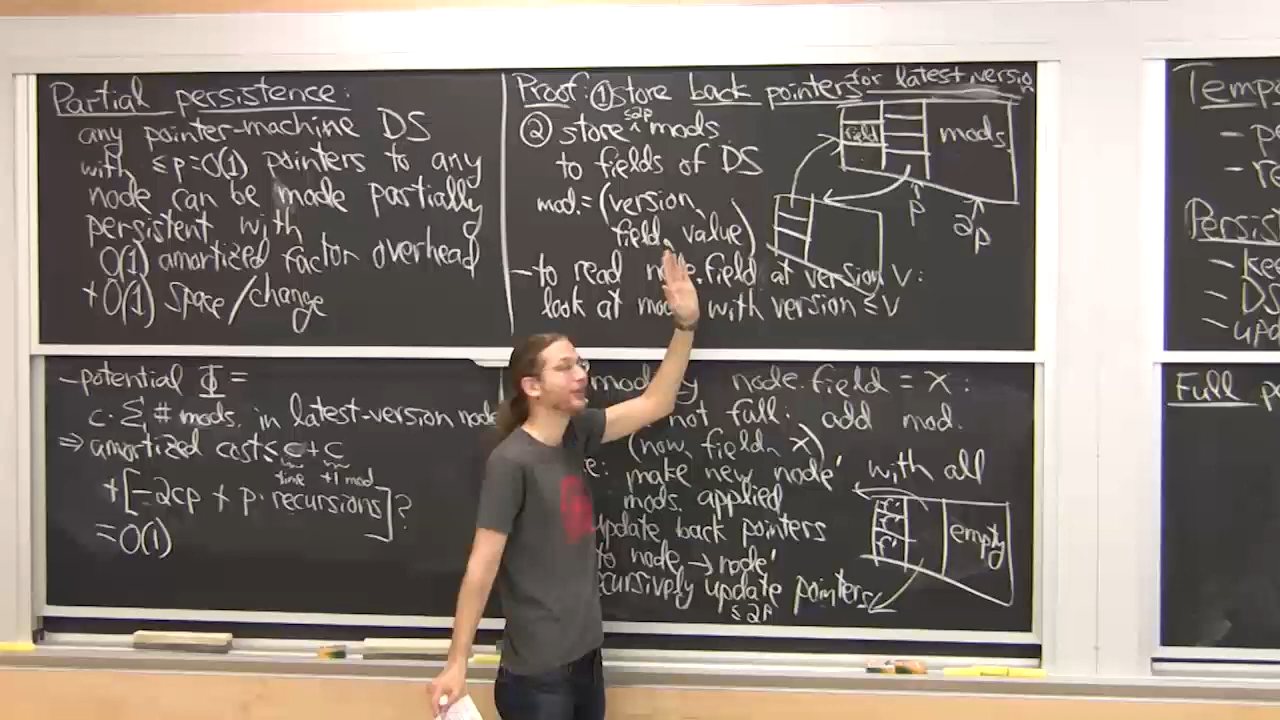 Partial persistence:
any pointer-machine DS
with ≤ p=O(1) pointers to any
node can be made partially
persistent with
O(1) amortized factor overhead
+ O(1) space/change
Proof: ① store back pointers for latest version
② store ≤2p mods
to fields of DS
mod.= (version,
field, value)
– to read node.field at version V:
look at mods with version ≤ V
field
mods
p
2p
– potential Φ =
c · Σ # mods. in latest-version node
⇒ amortized cost ≤ c + c
time +1 mod
+ [–2cp + p · recursions]?
= O(1)
node.field = x:
not full: add mod.
(now, field, x)
make new node' with all
mods applied
update back pointers
to node → node'
recursively update pointers
≤2p
empty
– 
Full